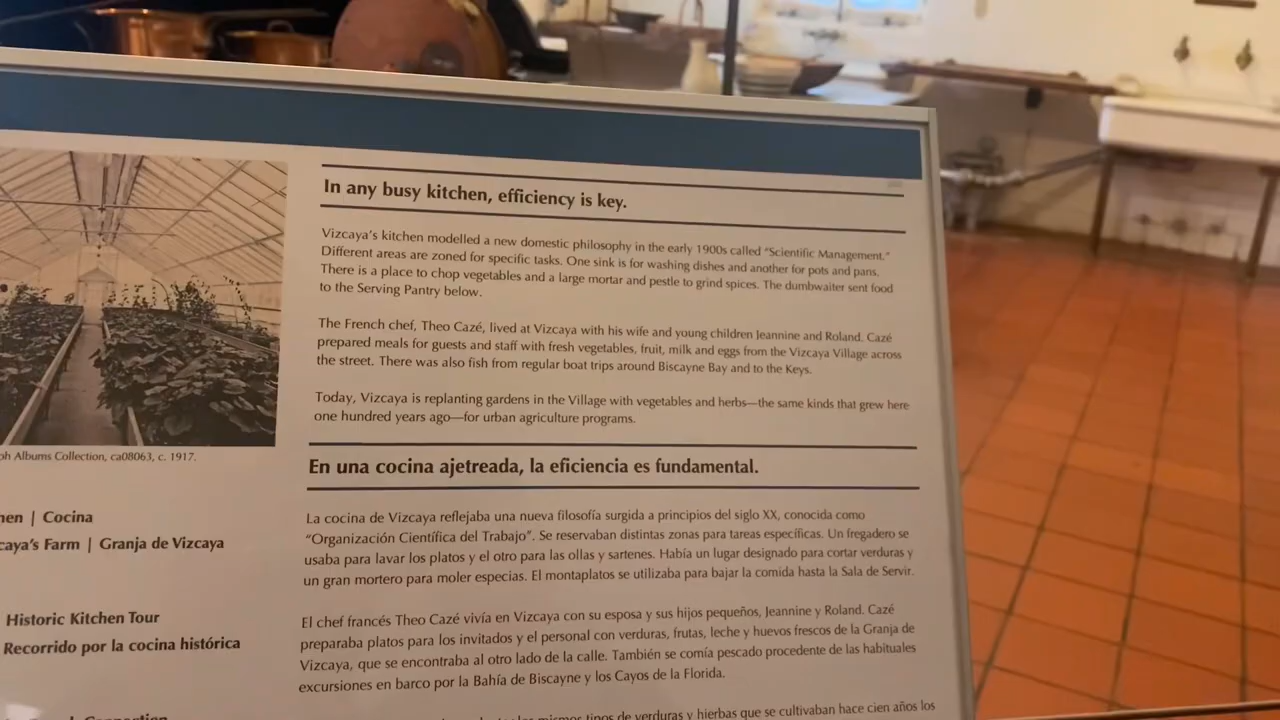 In any busy kitchen, efficiency is key.
Vizcaya's kitchen modelled a new domestic philosophy in the early 1900s called "Scientific Management."
Different areas are zoned for specific tasks. One sink is for washing dishes and another for pots and pans.
There is a place to chop vegetables and a large mortar and pestle to grind spices. The dumbwaiter sent food
to the Serving Pantry below.
The French chef, Theo Cazé, lived at Vizcaya with his wife and young children Jeannine and Roland. Cazé
prepared meals for guests and staff with fresh vegetables, fruit, milk and eggs from the Vizcaya Village across
the street. There was also fish from regular boat trips around Biscayne Bay and to the Keys.
Today, Vizcaya is replanting gardens in the Village with vegetables and herbs—the same kinds that grew here
one hundred years ago—for urban agriculture programs.
En una cocina ajetreada, la eficiencia es fundamental.
La cocina de Vizcaya reflejaba una nueva filosofía surgida a principios del siglo XX, conocida como
"Organización Científica del Trabajo". Se reservaban distintas zonas para tareas específicas. Un fregadero se
usaba para lavar los platos y el otro para las ollas y sartenes. Había un lugar designado para cortar verduras y
un gran mortero para moler especias. El montaplatos se utilizaba para bajar la comida hasta la Sala de Servir.
El chef francés Theo Cazé vivía en Vizcaya con su esposa y sus hijos pequeños, Jeannine y Roland. Cazé
preparaba platos para los invitados y el personal con verduras, frutas, leche y huevos frescos de la Granja de
Vizcaya, que se encontraba al otro lado de la calle. También se comía pescado procedente de las habituales
excursiones en barco por la Bahía de Biscayne y los Cayos de la Florida.
tipos de verduras y hierbas que se cultivaban hace cien años los
ph Albums Collection, ca08063, c. 1917.
hen | Cocina
caya's Farm | Granja de Vizcaya
Historic Kitchen Tour
Recorrido por la cocina histórica